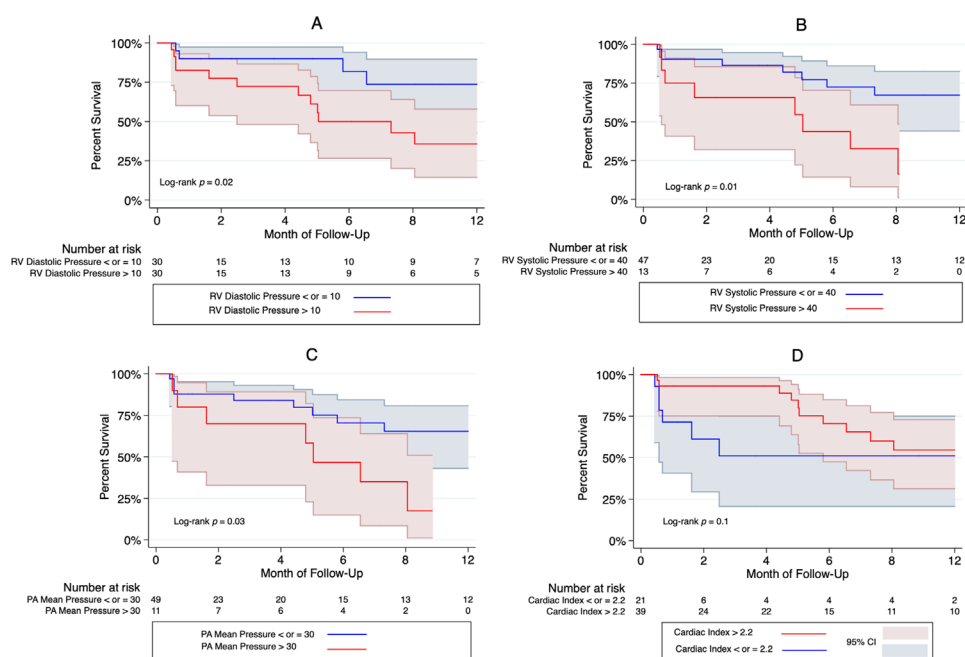 A
100%
75%
50%
25%
0%
Percent Survival
Log-rank p = 0.02
0 2 4 6 8 12
Month of Follow-Up
Number at risk
RV Diastolic Pressure < or = 10 30 15 13 10 9 7
RV Diastolic Pressure > 10 30 15 13 9 6 5
RV Diastolic Pressure < or = 10
RV Diastolic Pressure > 10
B
100%
75%
50%
25%
0%
Percent Survival
Log-rank p = 0.01
0 2 4 6 8 12
Month of Follow-Up
Number at risk
RV Systolic Pressure < or = 40 47 23 20 15 13 12
RV Systolic Pressure > 40 13 7 6 4 2 0
RV Systolic Pressure < or = 40
RV Systolic Pressure > 40
C
100%
75%
50%
25%
0%
Percent Survival
Log-rank p = 0.03
0 2 4 6 8 12
Month of Follow-Up
Number at risk
PA Mean Pressure < or = 30 49 23 20 15 13 12
PA Mean Pressure > 30 11 7 6 4 2 0
PA Mean Pressure < or = 30
PA Mean Pressure > 30
D
100%
75%
50%
25%
0%
Percent Survival
Log-rank p = 0.1
0 2 4 6 8 12
Month of Follow-Up
Number at risk
Cardiac Index < or = 2.2 21 6 4 4 4 2
Cardiac Index > 2.2 39 24 22 15 11 10
Cardiac Index > 2.2
Cardiac Index < or = 2.2
95% CI